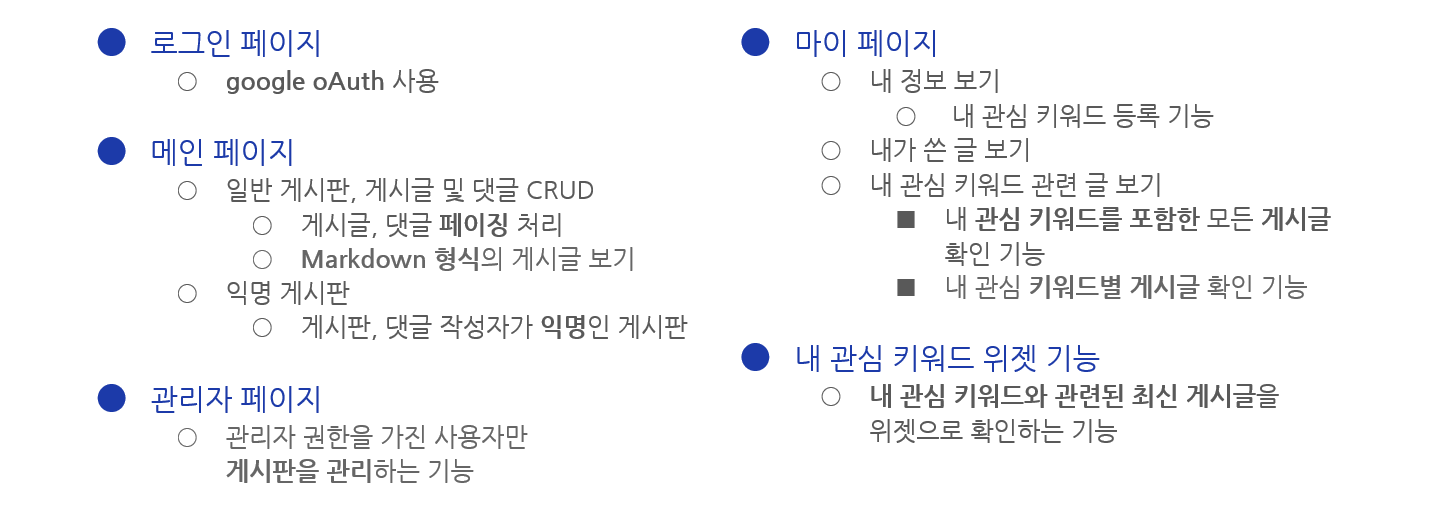 로그인 페이지
google oAuth 사용
메인 페이지
일반 게시판, 게시글 및 댓글 CRUD
게시글, 댓글 페이징 처리
Markdown 형식의 게시글 보기
익명 게시판
게시판, 댓글 작성자가 익명인 게시판
관리자 페이지
관리자 권한을 가진 사용자만
게시판을 관리하는 기능
마이 페이지
내 정보 보기
내 관심 키워드 등록 기능
내가 쓴 글 보기
내 관심 키워드 관련 글 보기
내 관심 키워드를 포함한 모든 게시글
확인 기능
내 관심 키워드별 게시글 확인 기능
내 관심 키워드 위젯 기능
내 관심 키워드와 관련된 최신 게시글을
위젯으로 확인하는 기능